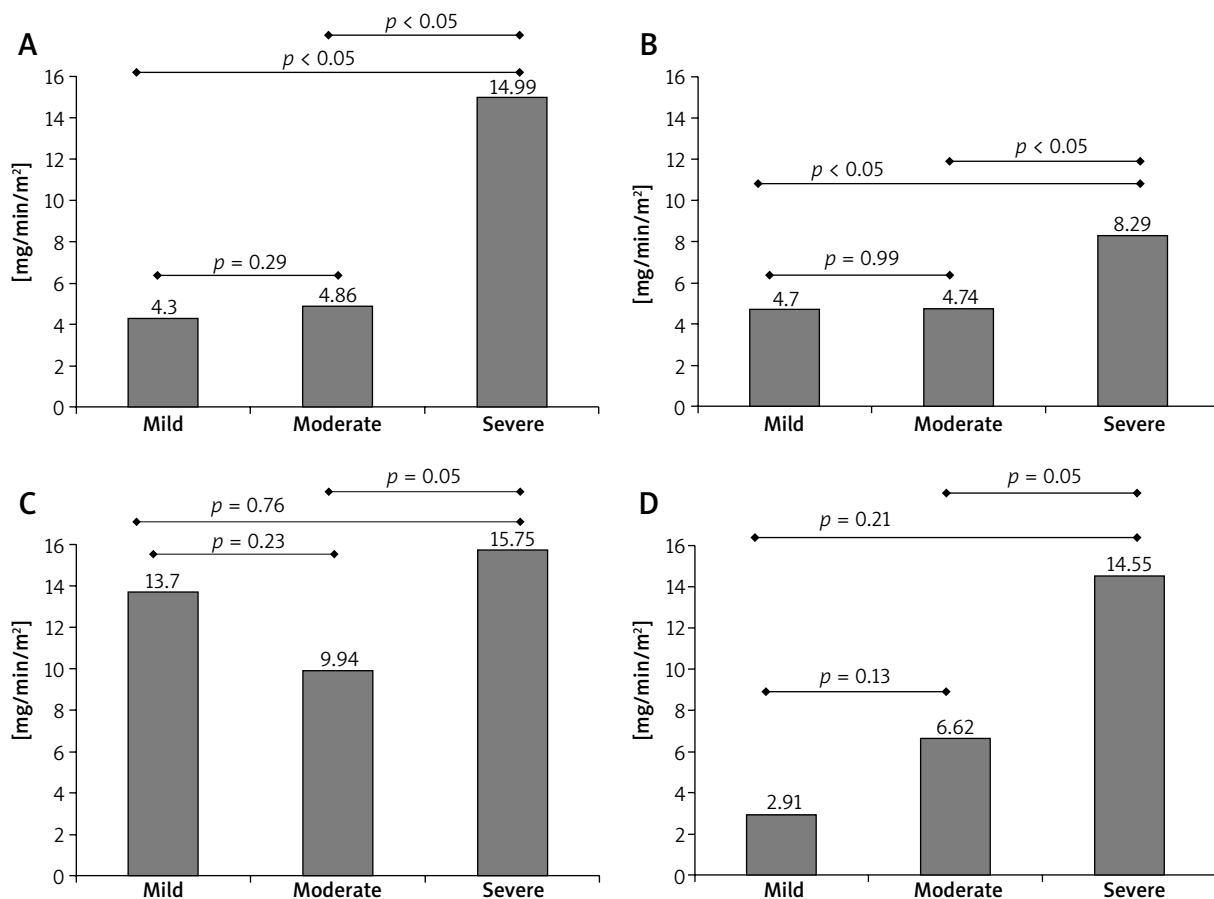 A
p < 0.05
p < 0.05
[mg/min/m²]
16
14
12
10
8
6
4
2
0
14.99
p = 0.29
4.3
4.86
Mild Moderate Severe
B
[mg/min/m²]
16
14
12
10
8
6
4
2
0
p < 0.05
p < 0.05
8.29
p = 0.99
4.7
4.74
Mild Moderate Severe
C
p = 0.05
p = 0.76
p = 0.23
[mg/min/m²]
16
14
12
10
8
6
4
2
0
13.7
9.94
15.75
Mild Moderate Severe
D
p = 0.05
p = 0.21
[mg/min/m²]
16
14
12
10
8
6
4
2
0
14.55
p = 0.13
6.62
2.91
Mild Moderate Severe